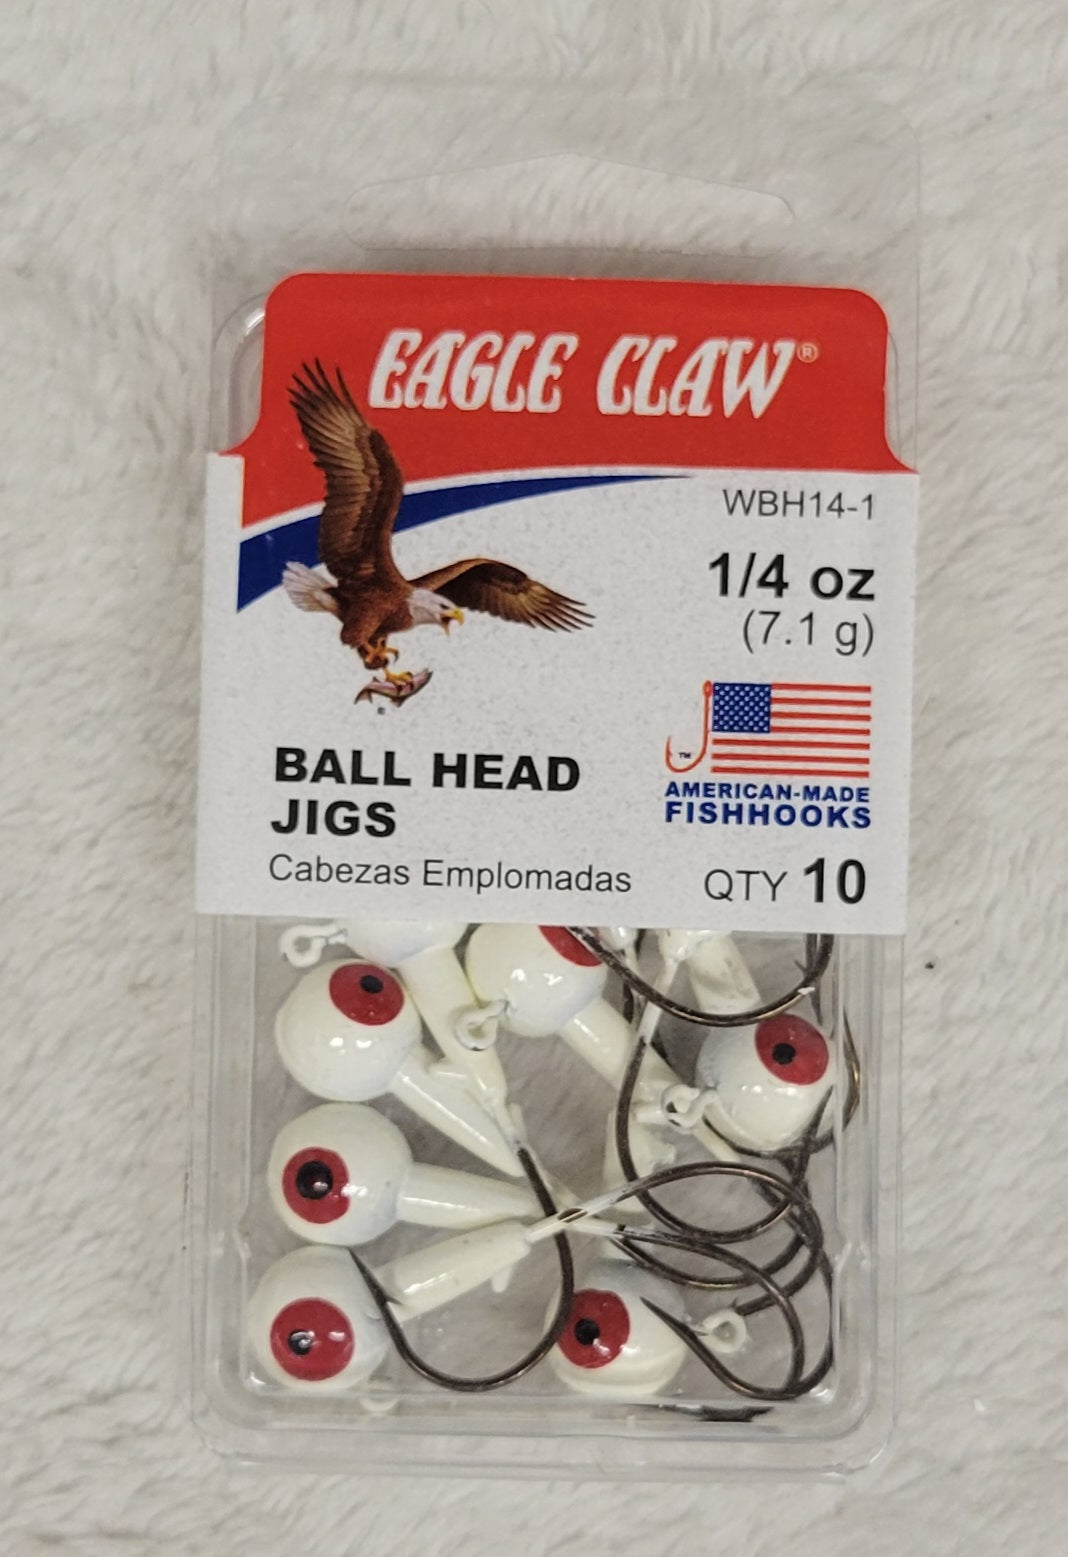 EAGLE CLAW®
WBH14-1
1/4 oz
(7.1 g)
™
AMERICAN-MADE
FISHHOOKS
®
BALL HEAD
JIGS
Cabezas Emplomadas
QTY 10